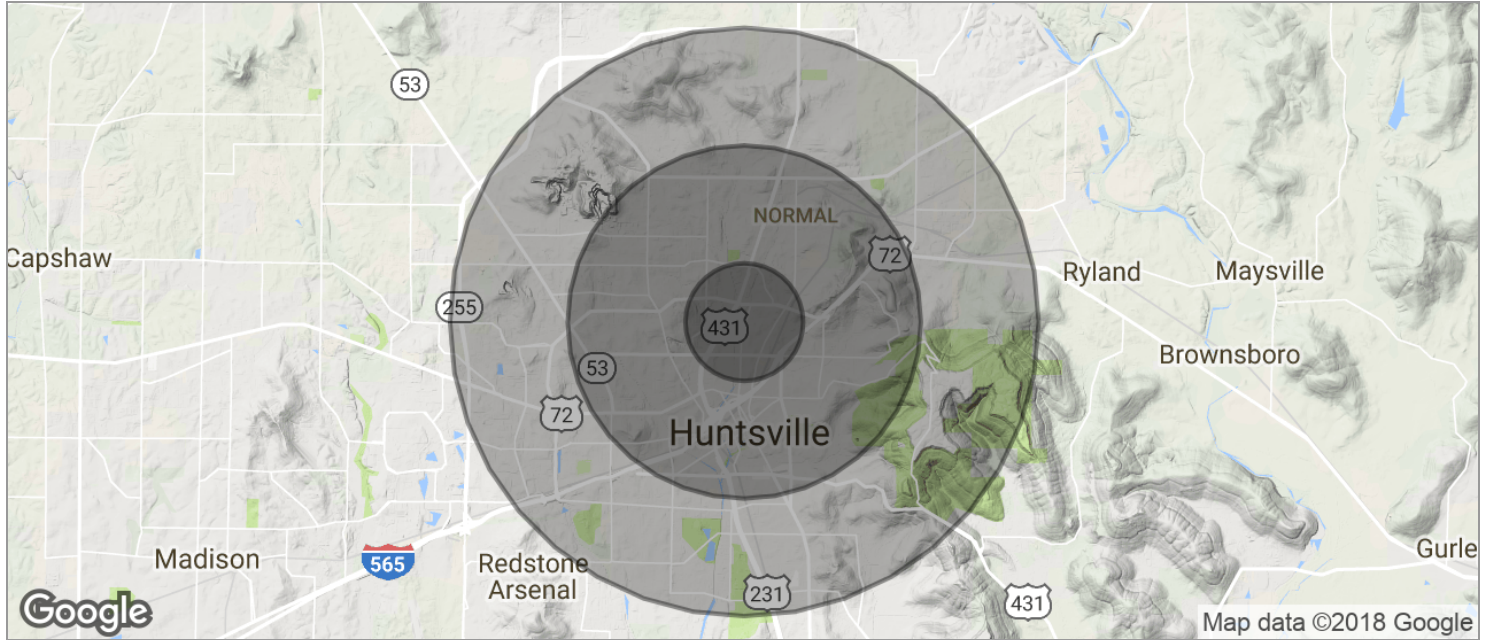 53
NORMAL
72
Capshaw
Ryland
Maysville
255
431
Brownsboro
53
72
Huntsville
Madison
565
Redstone
Arsenal
231
431
Gurle
Google
Map data ©2018 Google